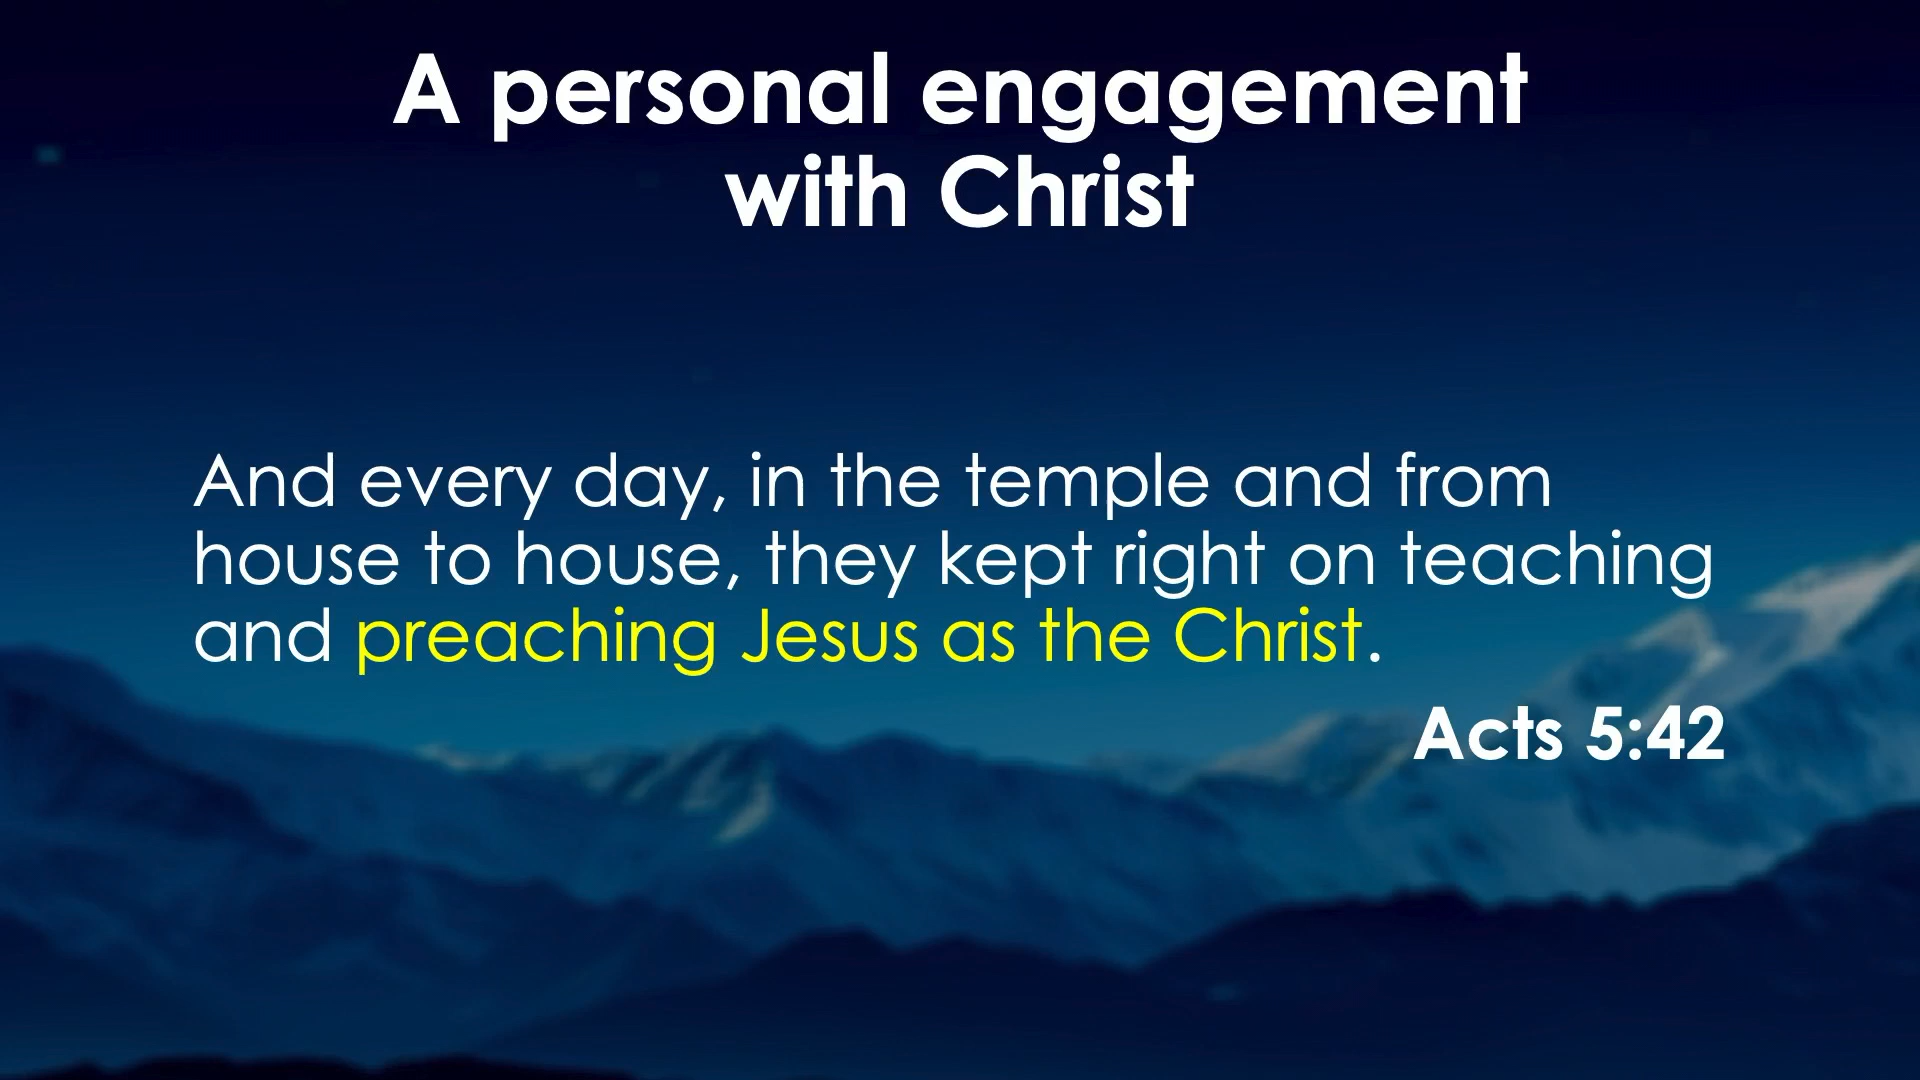 A personal engagement
with Christ
And every day, in the temple and from
house to house, they kept right on teaching
and preaching Jesus as the Christ.
Acts 5:42